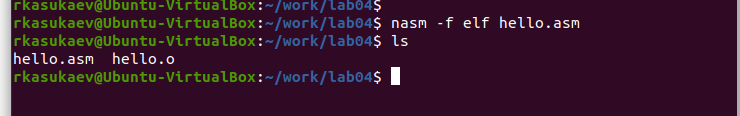 rkasukaev@Ubuntu-VirtualBox:~/work/lab04$
rkasukaev@Ubuntu-VirtualBox:~/work/lab04$ nasm -f elf hello.asm
rkasukaev@Ubuntu-VirtualBox:~/work/lab04$ ls
hello.asm  hello.o
rkasukaev@Ubuntu-VirtualBox:~/work/lab04$